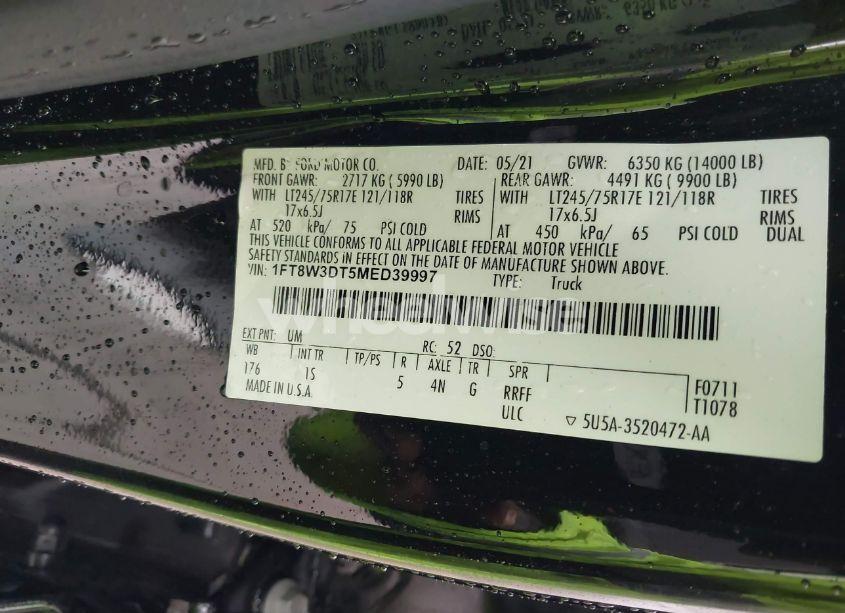 MFD. BY FORD MOTOR CO. DATE: 05/21 GVWR: 6350 KG (14000 LB)
FRONT GAWR: 2717 KG ( 5990 LB) REAR GAWR: 4491 KG ( 9900 LB)
WITH LT245/75R17E 121/118R TIRES WITH LT245/75R17E 121/118R TIRES
17x6.5J RIMS 17x6.5J RIMS
AT 520 kPa/ 75 PSI COLD AT 450 kPa/ 65 PSI COLD DUAL
THIS VEHICLE CONFORMS TO ALL APPLICABLE FEDERAL MOTOR VEHICLE
SAFETY STANDARDS IN EFFECT ON THE DATE OF MANUFACTURE SHOWN ABOVE.
VIN: 1FT8W3DT5MED39997 TYPE: Truck
wheelwise
EXT PNT: UM RC: 52 DSO:
WB INT TR TP/PS R AXLE TR SPR
176 1S 5 4N G RRFF F0711
MADE IN U.S.A. ULC T1078
5U5A-3520472-AA